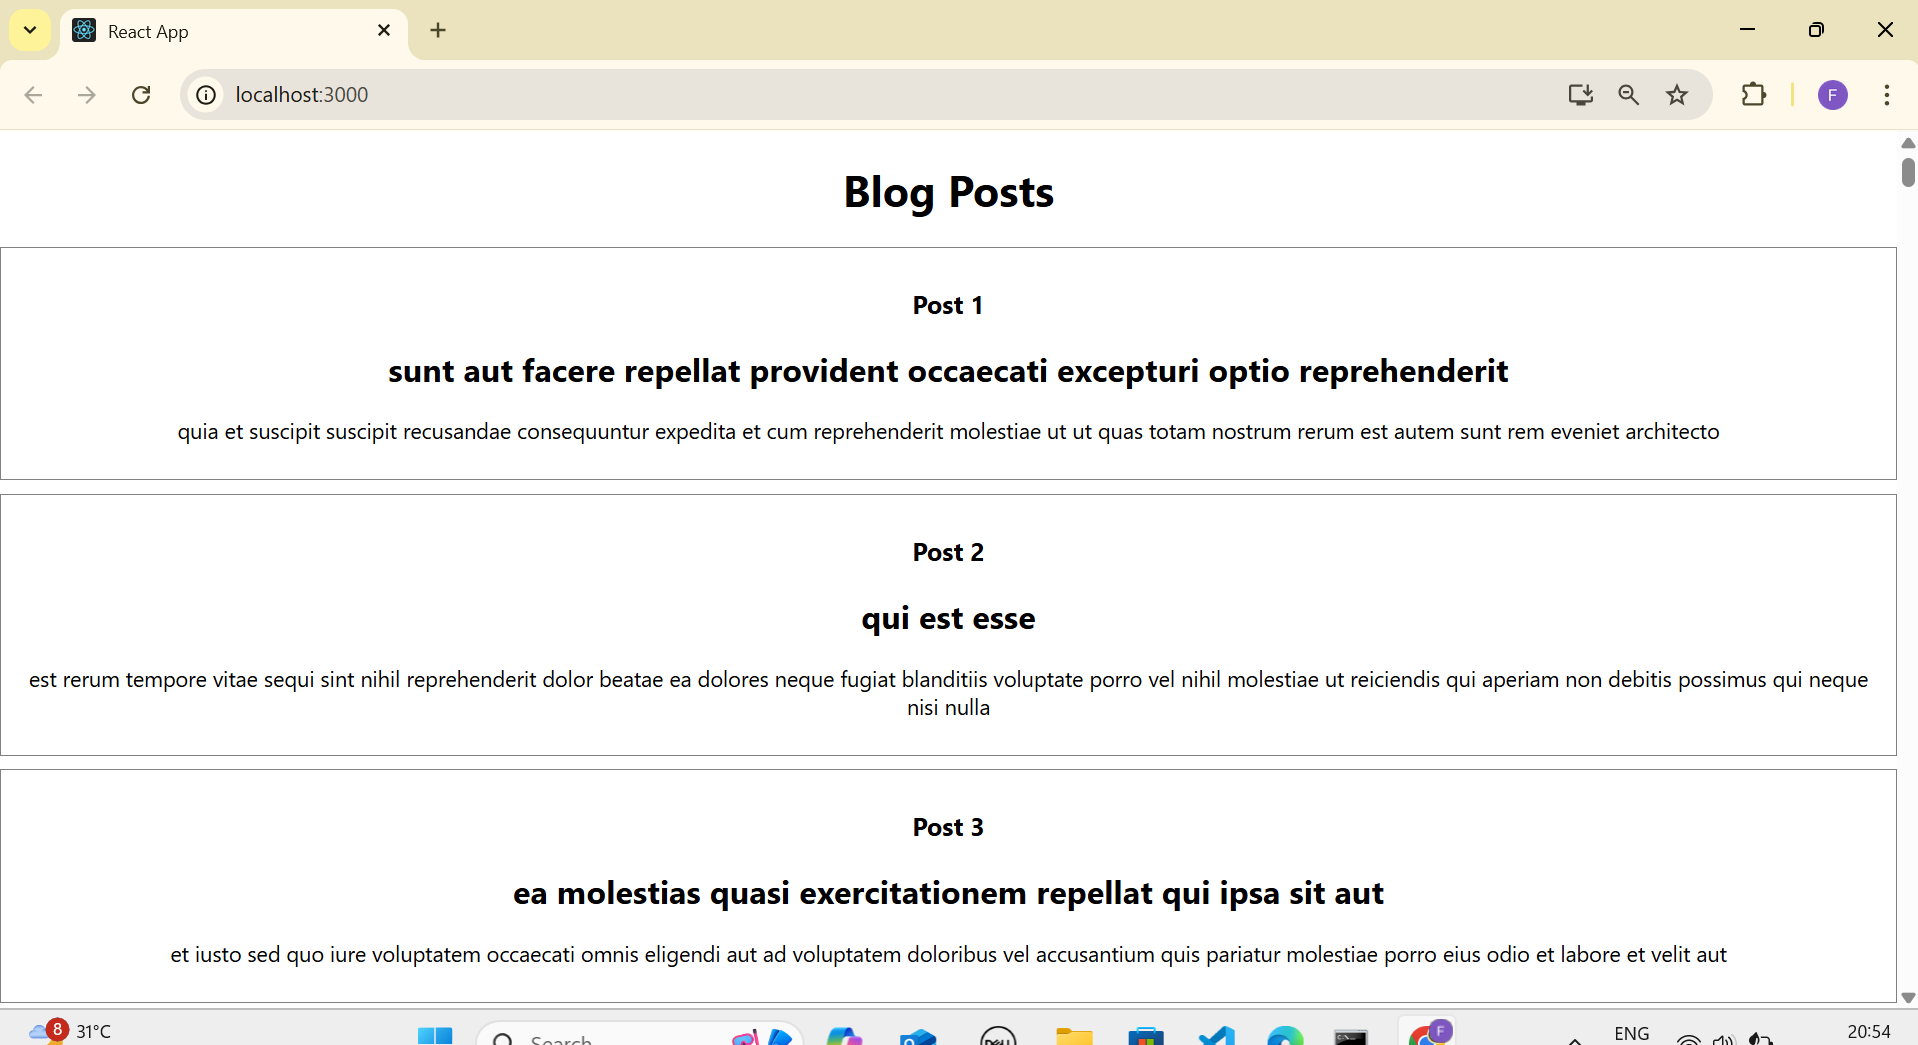 React App
localhost:3000
F
Blog Posts
Post 1
sunt aut facere repellat provident occaecati excepturi optio reprehenderit
quia et suscipit suscipit recusandae consequuntur expedita et cum reprehenderit molestiae ut ut quas totam nostrum rerum est autem sunt rem eveniet architecto
Post 2
qui est esse
est rerum tempore vitae sequi sint nihil reprehenderit dolor beatae ea dolores neque fugiat blanditiis voluptate porro vel nihil molestiae ut reiciendis qui aperiam non debitis possimus qui neque
nisi nulla
Post 3
ea molestias quasi exercitationem repellat qui ipsa sit aut
et iusto sed quo iure voluptatem occaecati omnis eligendi aut ad voluptatem doloribus vel accusantium quis pariatur molestiae porro eius odio et labore et velit aut
8 31°C
Search
DELL
F
ENG
20:54